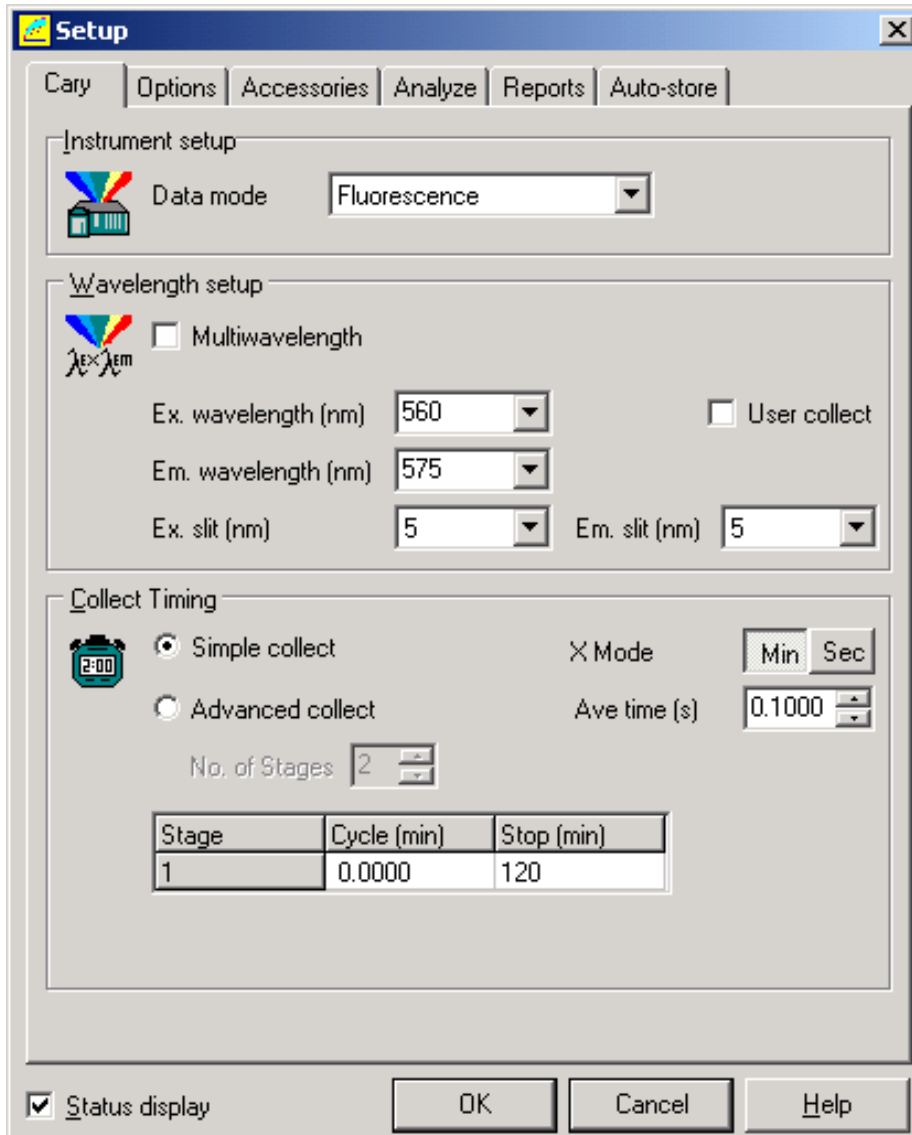 Setup
Cary Options Accessories Analyze Reports Auto-store
Instrument setup
Data mode Fluorescence
Wavelength setup
λEx λEm
Multiwavelength
Ex. wavelength (nm) 560 User collect
Em. wavelength (nm) 575
Ex. slit (nm) 5 Em. slit (nm) 5
Collect Timing
2:00
Simple collect X Mode Min Sec
Advanced collect Ave time (s) 0.1000
No. of Stages 2
Stage Cycle (min) Stop (min)
1 0.0000 120
Status display OK Cancel Help